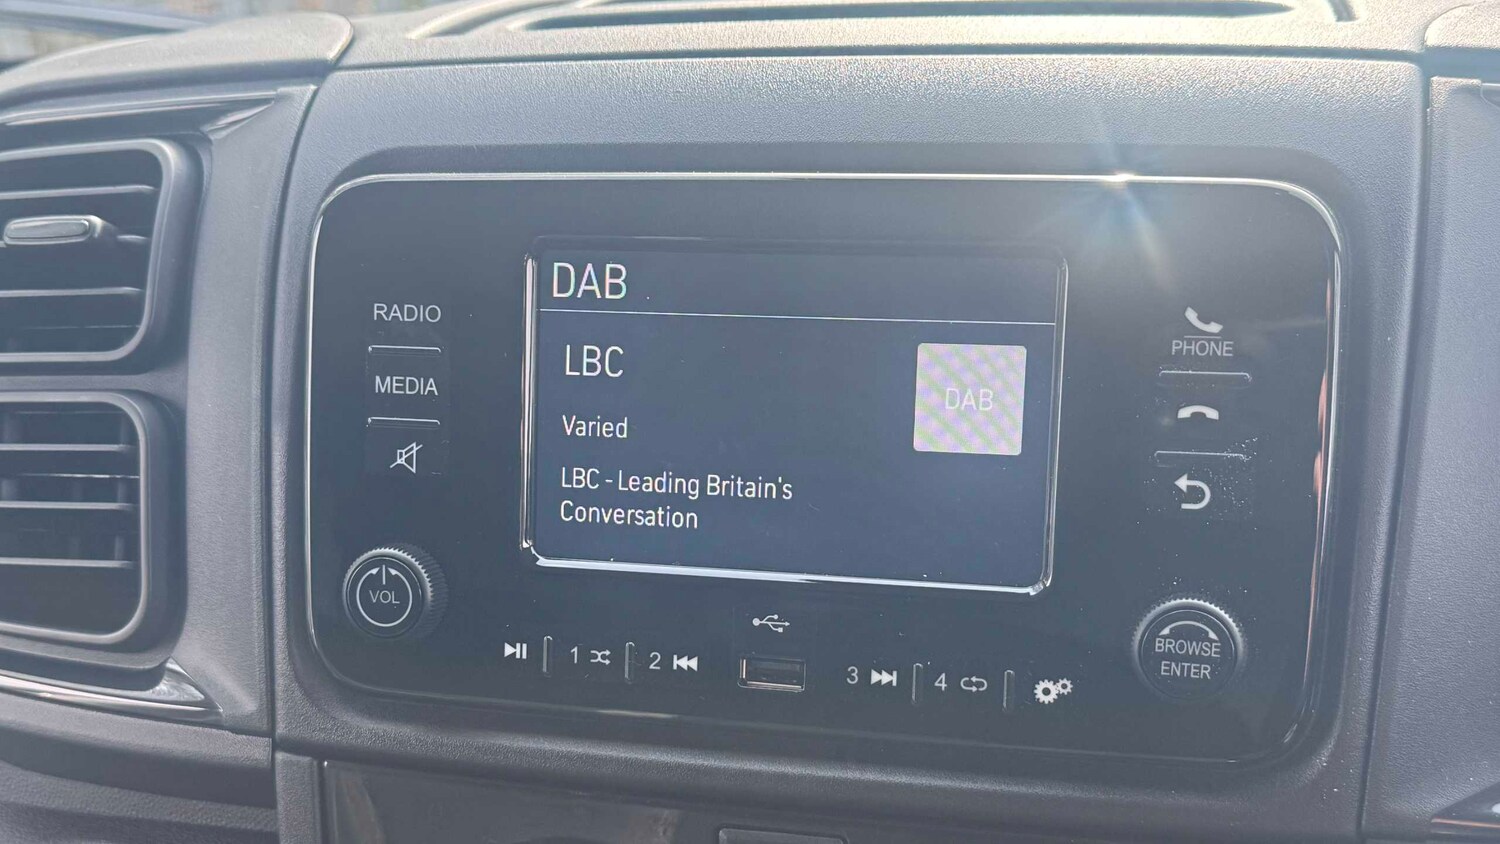 DAB
RADIO
LBC
DAB
MEDIA
Varied
LBC - Leading Britain's
Conversation
PHONE
VOL
1
2
3
4
BROWSE
ENTER